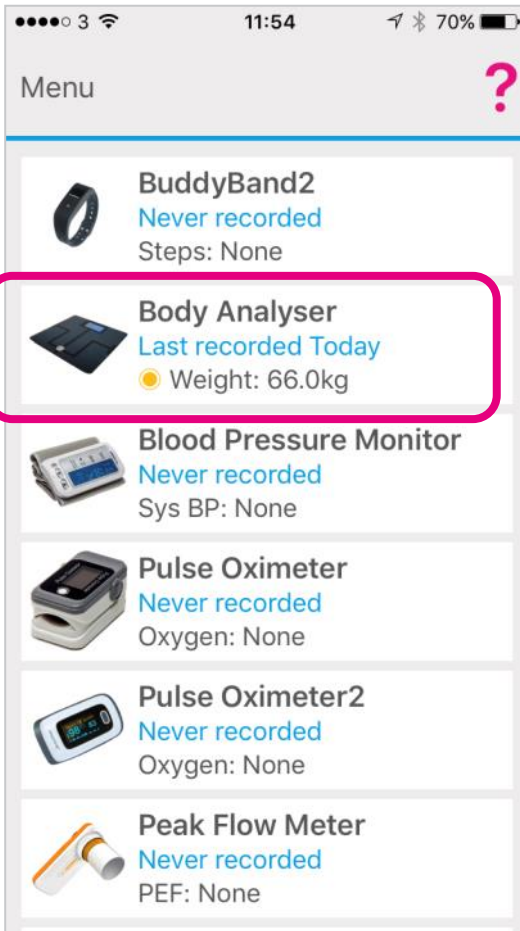 3 11:54 70%
Menu ?
BuddyBand2
Never recorded
Steps: None
Body Analyser
Last recorded Today
Weight: 66.0kg
Blood Pressure Monitor
Never recorded
Sys BP: None
Pulse Oximeter
Never recorded
Oxygen: None
Pulse Oximeter2
Never recorded
Oxygen: None
Peak Flow Meter
Never recorded
PEF: None